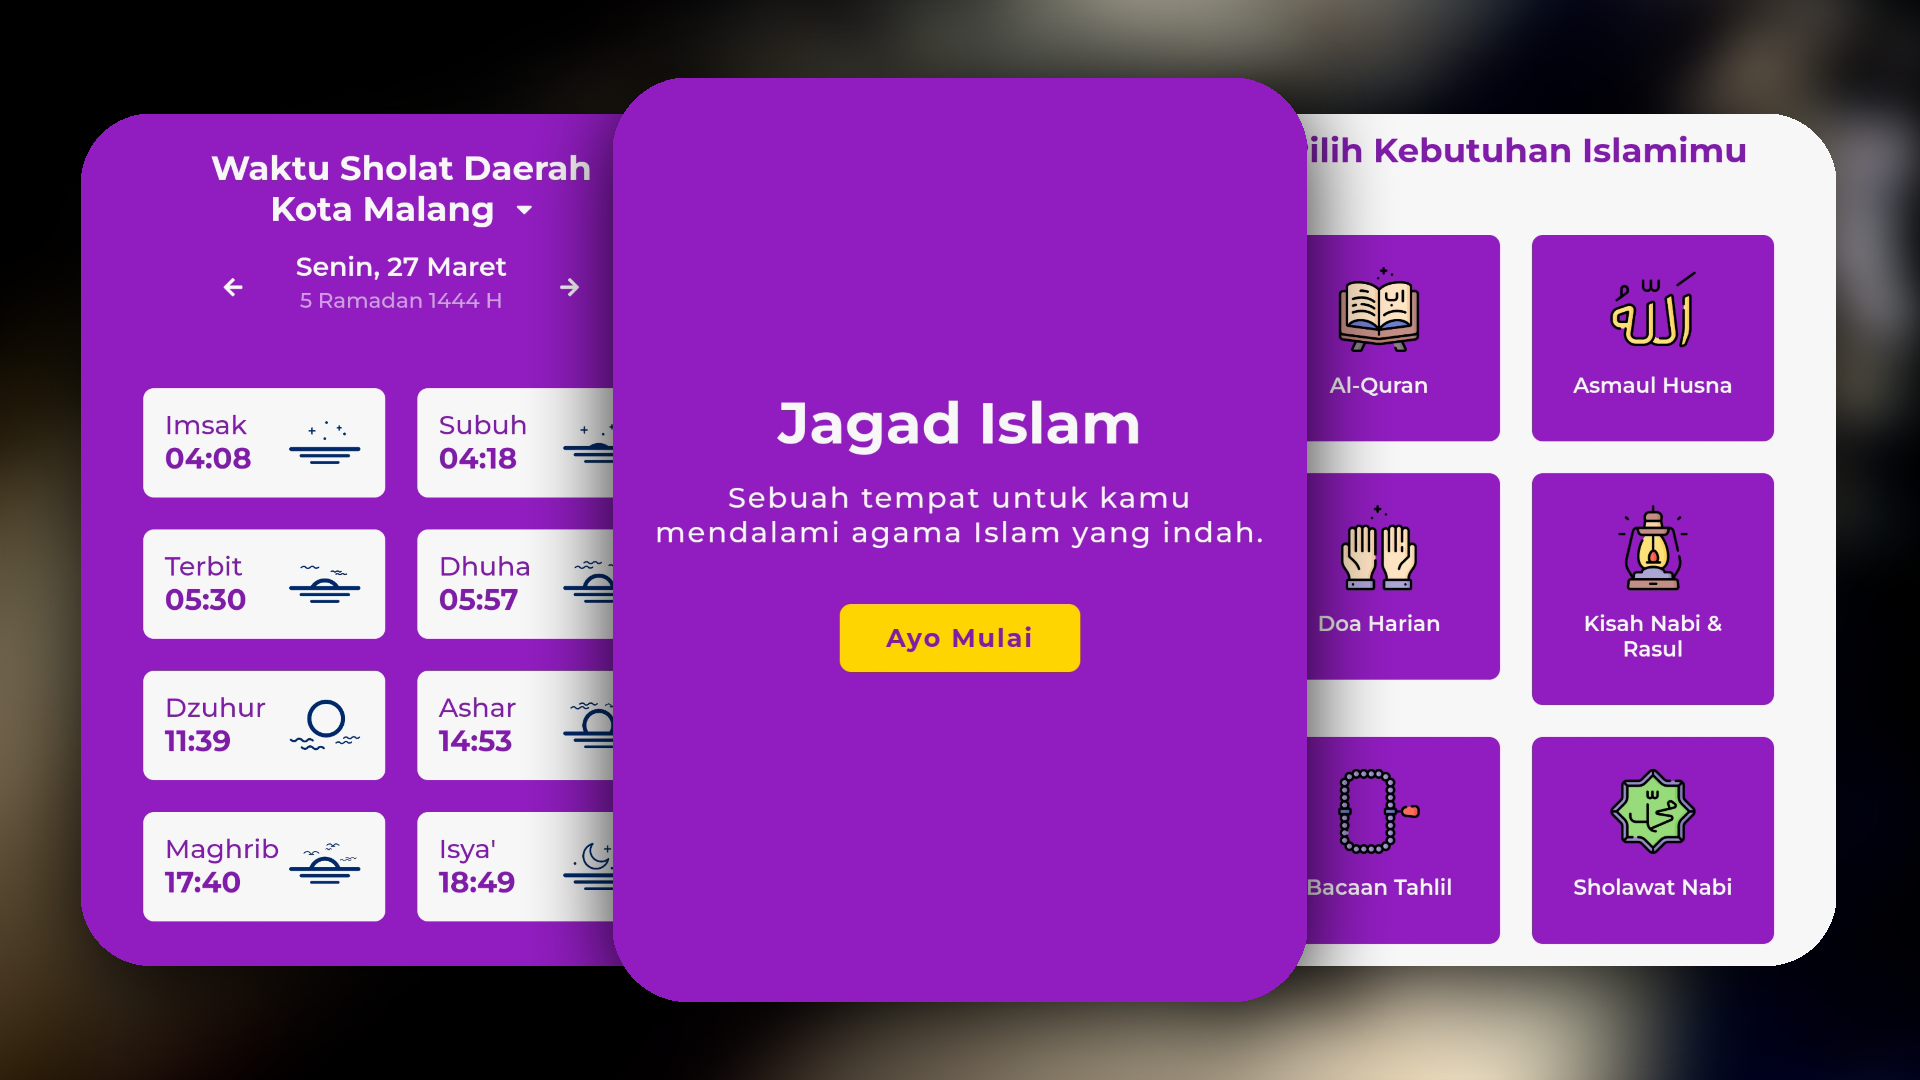 Waktu Sholat Daerah
Kota Malang
Senin, 27 Maret
5 Ramadan 1444 H
Imsak
04:08
Subuh
04:18
Terbit
05:30
Dhuha
05:57
Dzuhur
11:39
Ashar
14:53
Maghrib
17:40
Isya'
18:49
Jagad Islam
Sebuah tempat untuk kamu
mendalami agama Islam yang indah.
Ayo Mulai
ilih Kebutuhan Islamimu
Al-Quran
الله
Asmaul Husna
Doa Harian
Kisah Nabi &
Rasul
Bacaan Tahlil
محمد
Sholawat Nabi